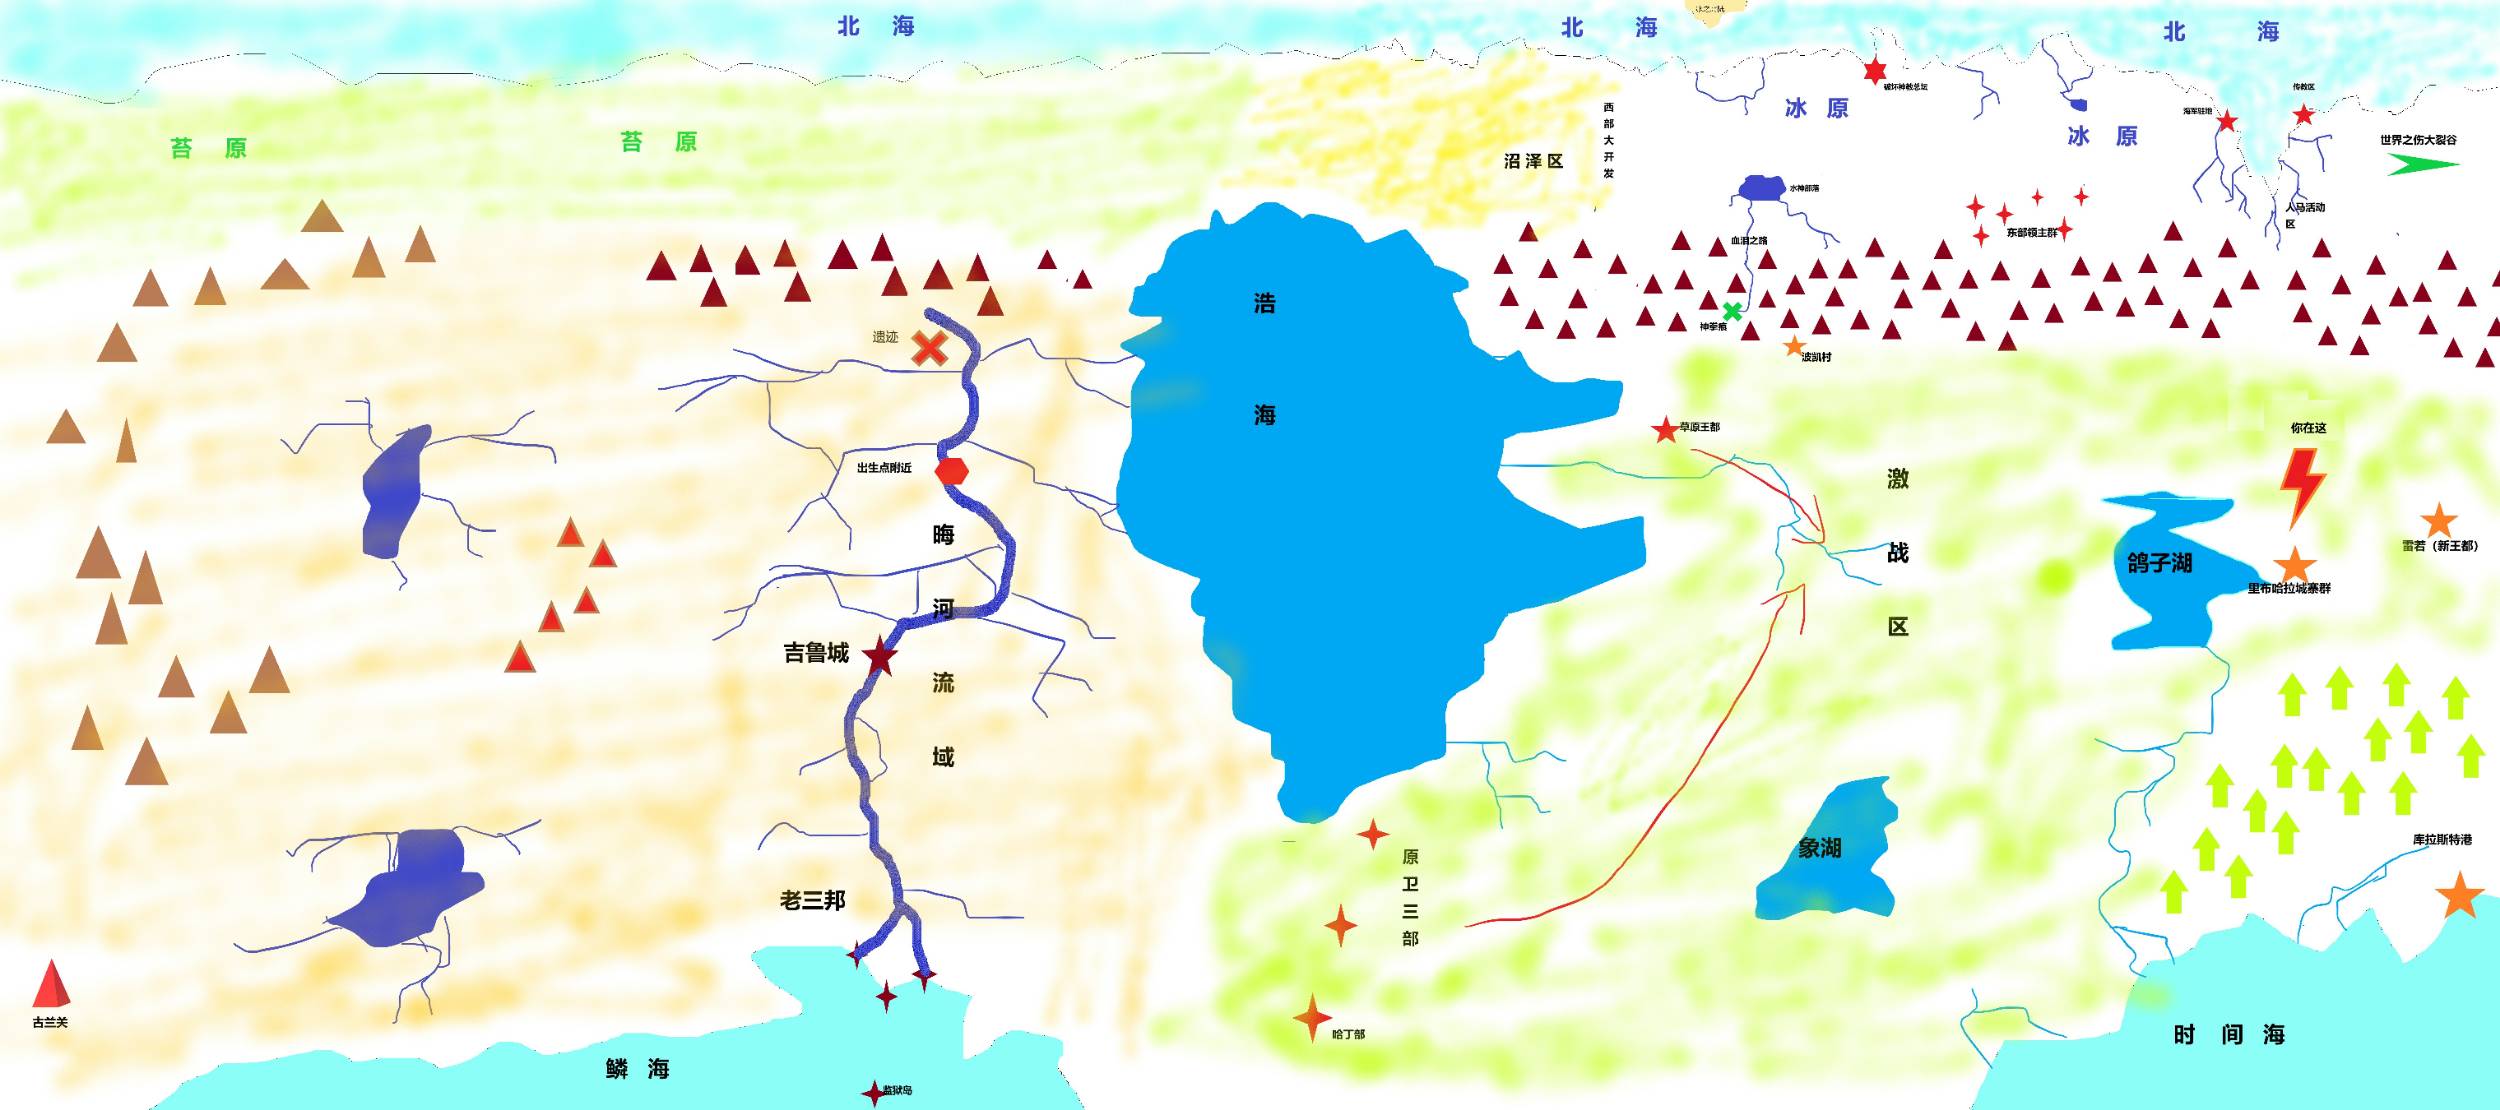 北 海
北 海
北 海
苔 原
苔 原
沼泽区
西部大开发
冰 原
冰 原
破坏神教总坛
海军驻地
传教区
世界之伤大裂谷
水神部落
血泪之路
东部领主群
人马活动
区
神拳痕
波凯村
遗迹
浩海
出生点附近
草原王都
你在这
晦河流域
激战区
鸽子湖
雷若（新王都）
里布哈拉城寨群
吉鲁城
老三邦
原卫三部
象湖
库拉斯特港
古兰关
哈丁部
时 间 海
鳞 海
监狱岛